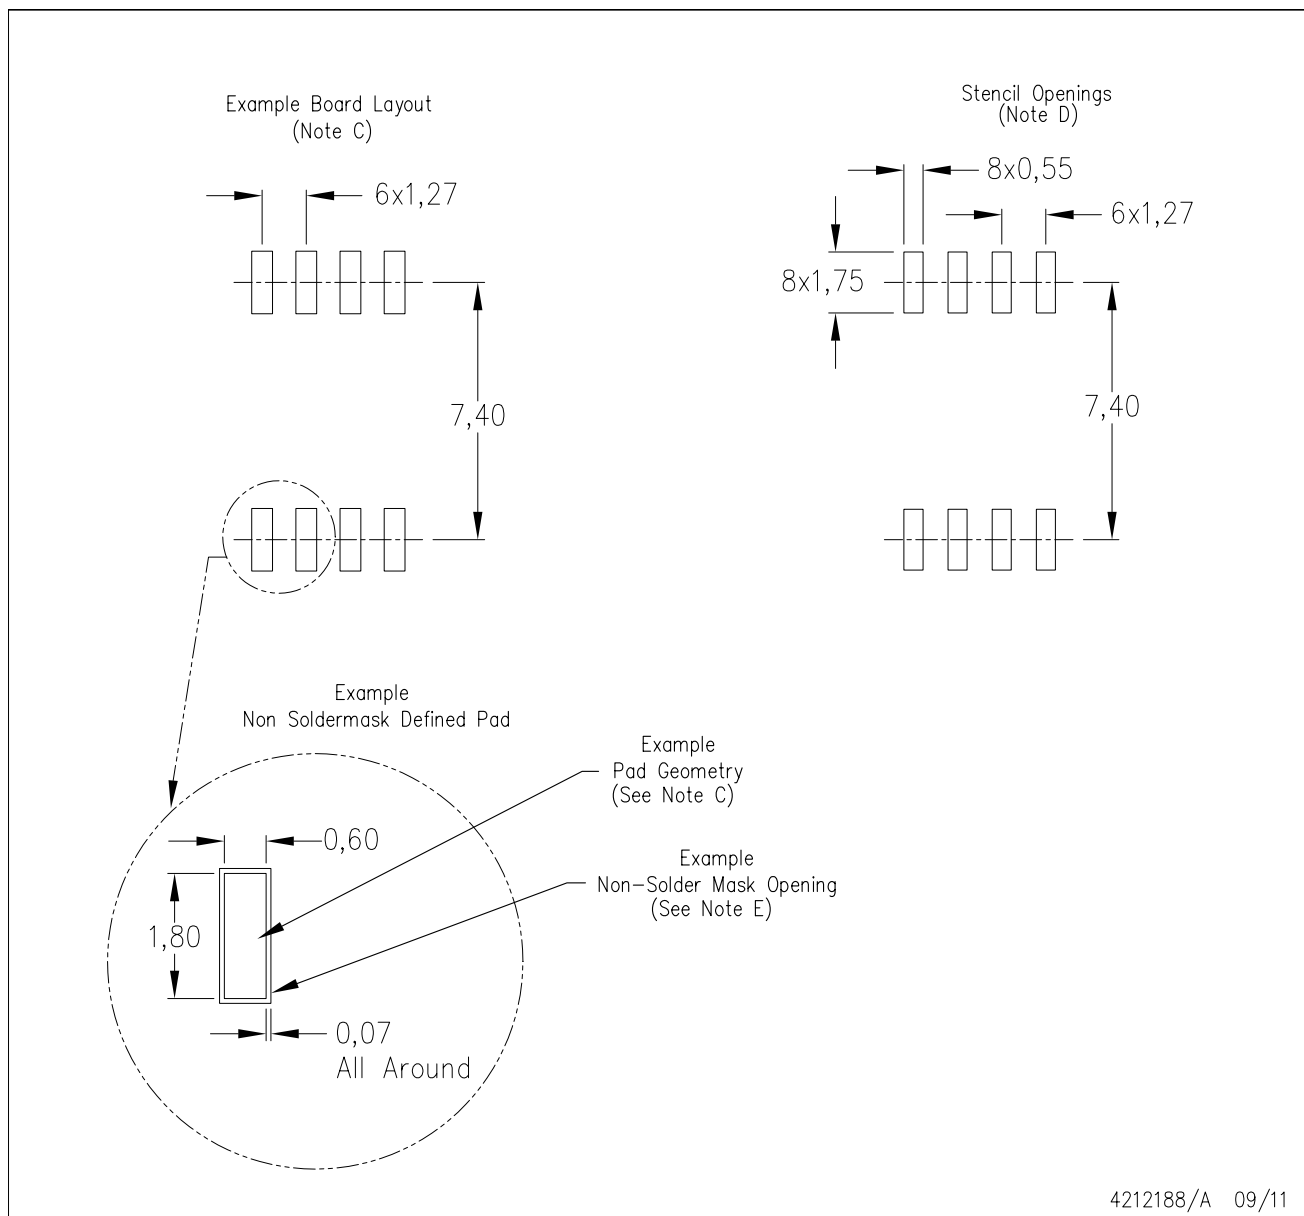 Example Board Layout
(Note C)
6x1,27
7,40
Stencil Openings
(Note D)
8x0,55
6x1,27
8x1,75
7,40
Example
Non Soldermask Defined Pad
Example
Pad Geometry
(See Note C)
0,60
Example
Non-Solder Mask Opening
(See Note E)
1,80
0,07
All Around
4212188/A 09/11